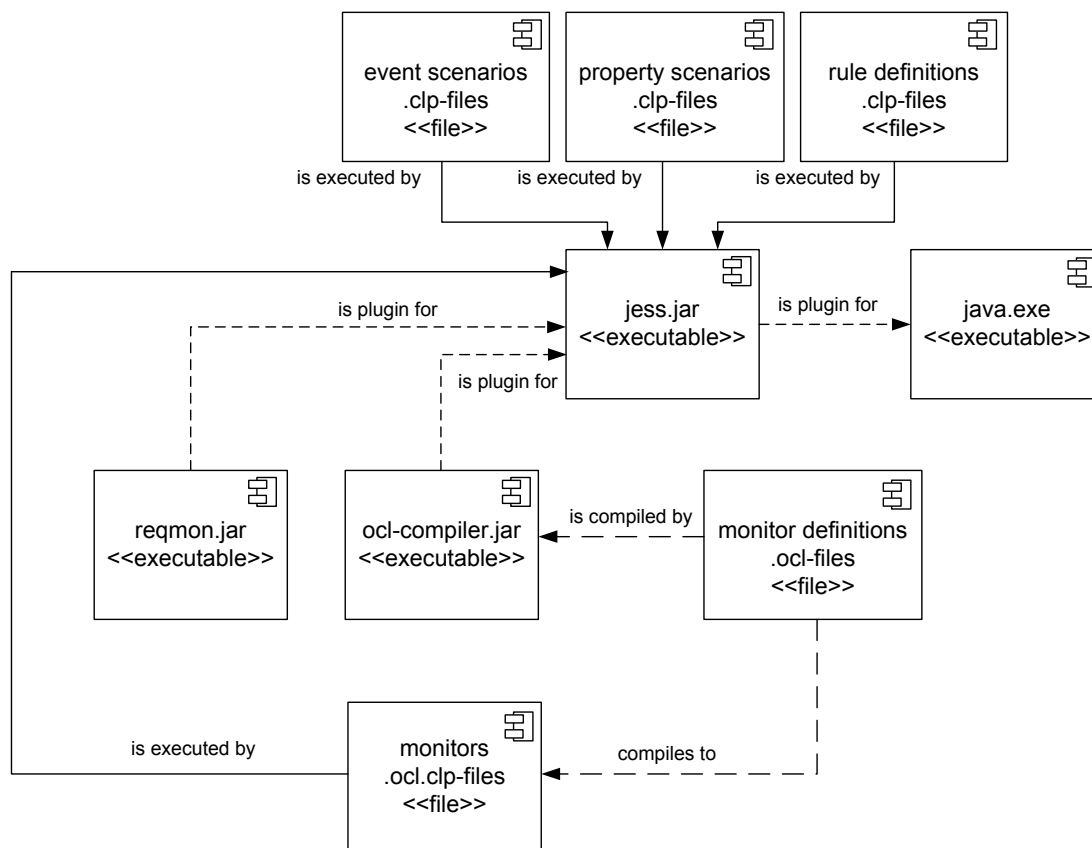 event scenarios
.clp-files
<<file>>
property scenarios
.clp-files
<<file>>
rule definitions
.clp-files
<<file>>
is executed by
is executed by
is executed by
jess.jar
<<executable>>
is plugin for
java.exe
<<executable>>
is plugin for
is plugin for
reqmon.jar
<<executable>>
ocl-compiler.jar
<<executable>>
is compiled by
monitor definitions
.ocl-files
<<file>>
is executed by
monitors
.ocl.clp-files
<<file>>
compiles to